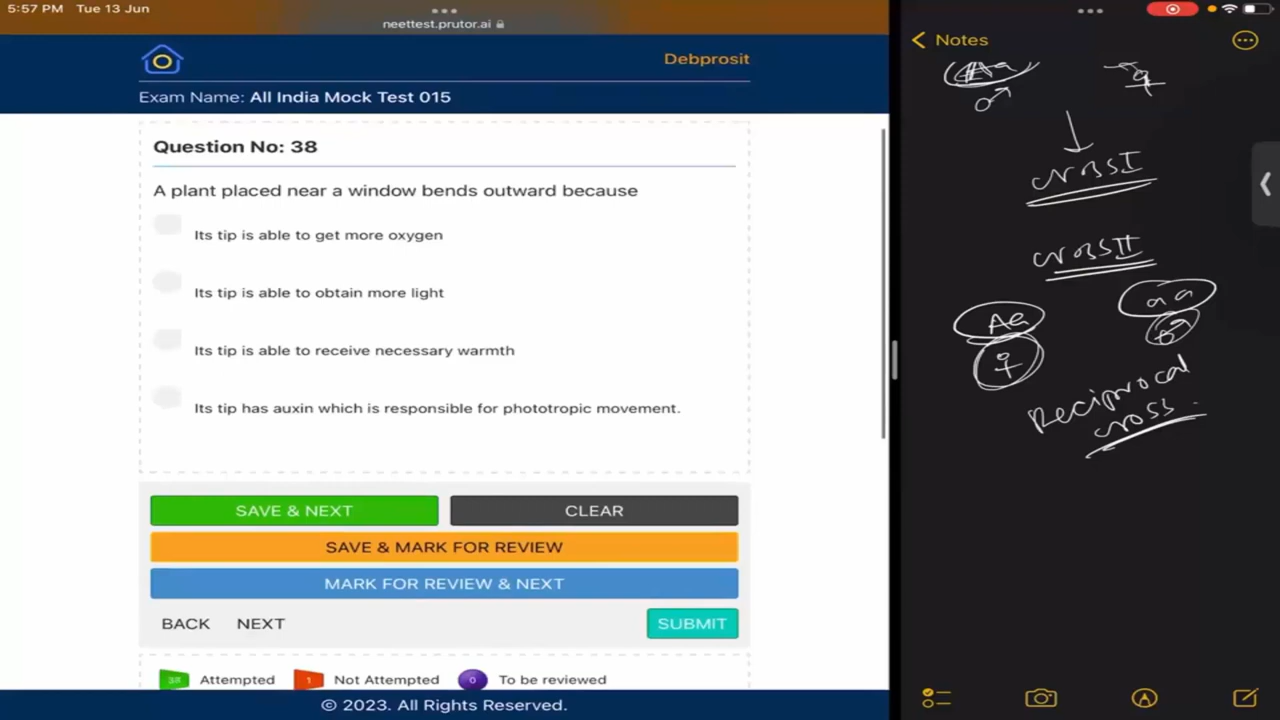 5:57 PM Tue 13 Jun
neettest.prutor.ai
Debprosit
Exam Name: All India Mock Test 015
Question No: 38
A plant placed near a window bends outward because
Its tip is able to get more oxygen
Its tip is able to obtain more light
Its tip is able to receive necessary warmth
Its tip has auxin which is responsible for phototropic movement.
SAVE & NEXT CLEAR
SAVE & MARK FOR REVIEW
MARK FOR REVIEW & NEXT
BACK NEXT SUBMIT
38 Attempted 1 Not Attempted 0 To be reviewed
© 2023. All Rights Reserved.
Notes
Aa
♂ ♀
cross I
cross II
Aa aa
♀ ♂
Reciprocal
cross